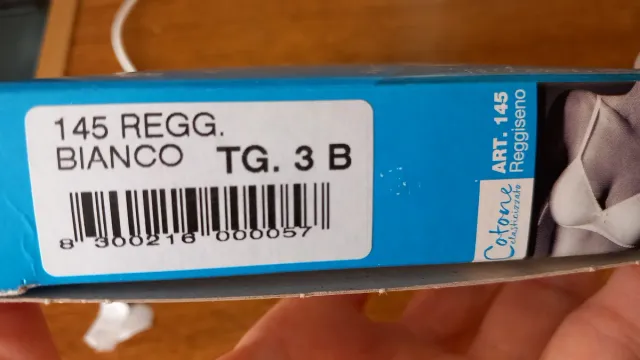 145 REGG.
BIANCO TG. 3 B
8 300216 000057
ART. 145
Reggiseno
Cotone
elasticizzato